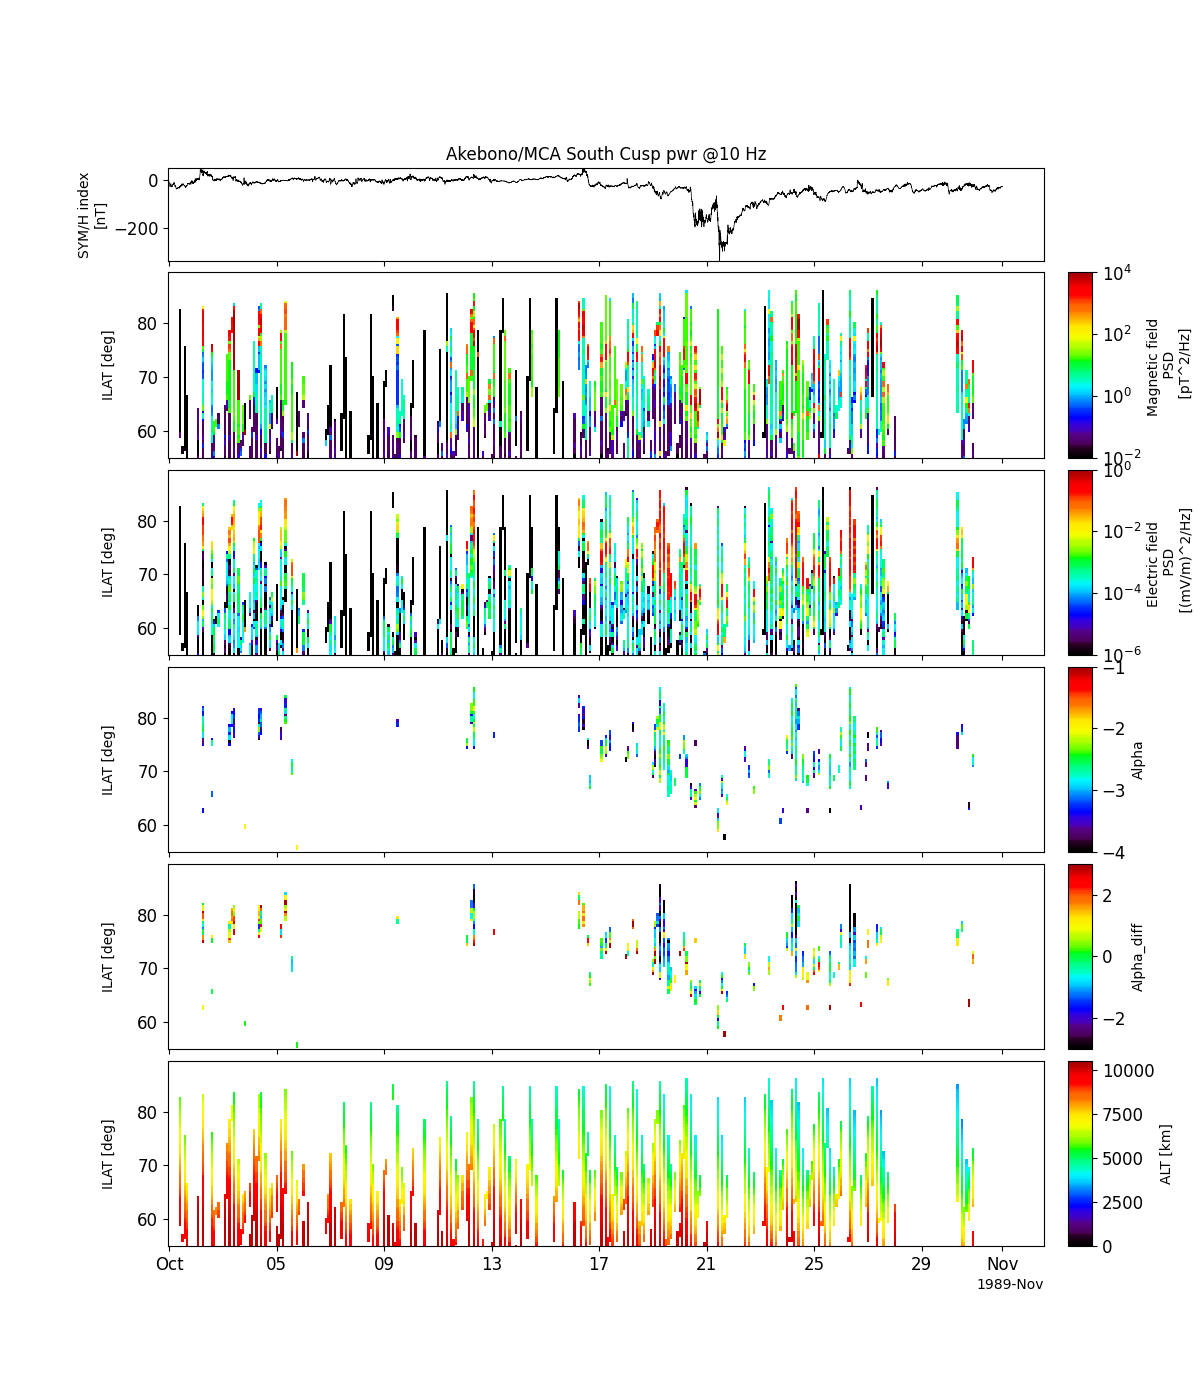 Akebono/MCA South Cusp pwr @10 Hz
SYM/H index
[nT]
0
−200
ILAT [deg]
80
70
60
10^4
10^2
10^0
10^-2
Magnetic field
PSD
[pT^2/Hz]
ILAT [deg]
80
70
60
10^0
10^-2
10^-4
10^-6
Electric field
PSD
[(mV/m)^2/Hz]
ILAT [deg]
80
70
60
−1
−2
−3
−4
Alpha
ILAT [deg]
80
70
60
2
0
−2
Alpha_diff
ILAT [deg]
80
70
60
10000
7500
5000
2500
0
ALT [km]
Oct 05 09 13 17 21 25 29 Nov
1989-Nov